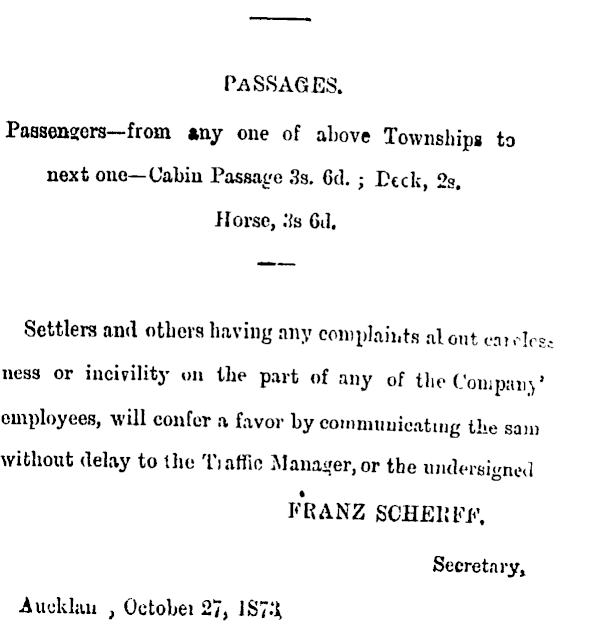 PASSAGES.
Passengers—from any one of above Townships to
next one—Cabin Passage 3s. 6d. ; Deck, 2s.
Horse, 3s 6d.
Settlers and others having any complaints about careless
ness or incivility on the part of any of the Company'
employees, will confer a favor by communicating the sam
without delay to the Traffic Manager, or the undersigned
FRANZ SCHERFF.
Secretary,
Aucklan , October 27, 1873,